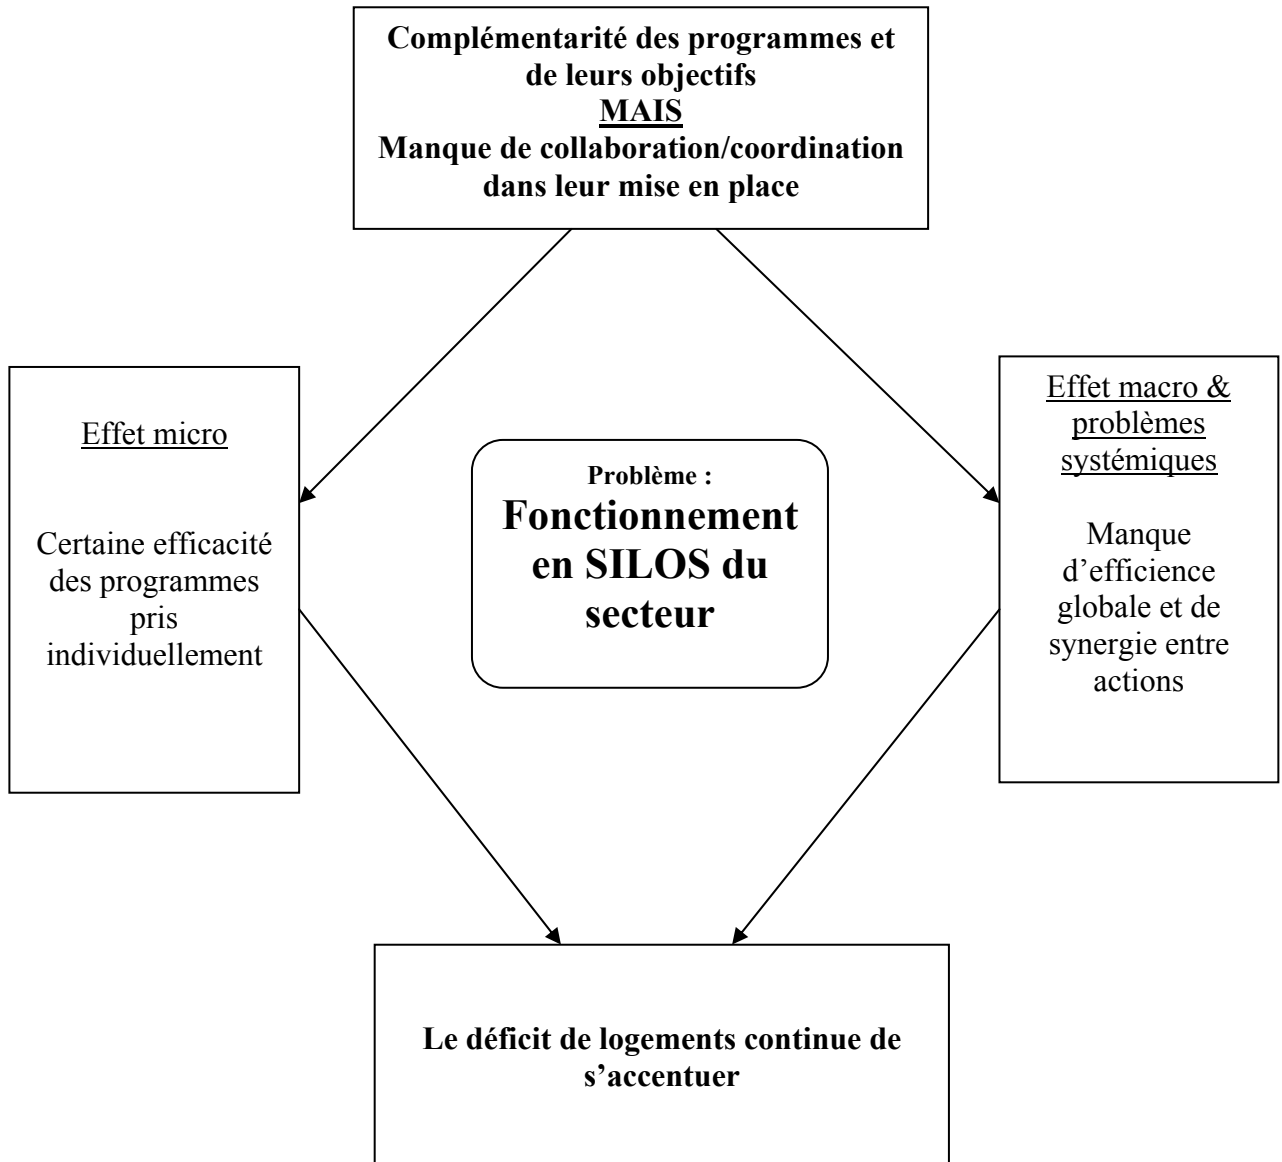 Complémentarité des programmes et
de leurs objectifs
MAIS
Manque de collaboration/coordination
dans leur mise en place
Effet micro
Certaine efficacité
des programmes
pris
individuellement
Problème :
Fonctionnement
en SILOS du
secteur
Effet macro &
problèmes
systémiques
Manque
d’efficience
globale et de
synergie entre
actions
Le déficit de logements continue de
s’accentuer